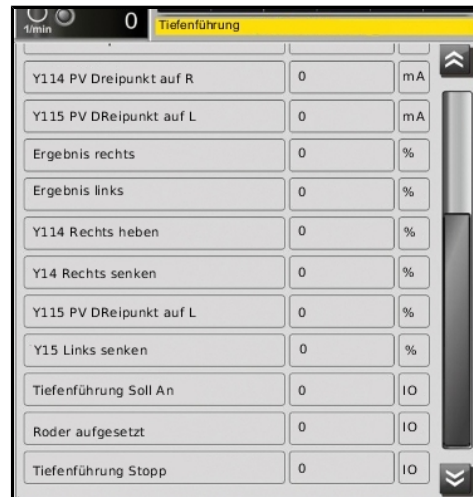 1/min 0 Tiefenführung
Y114 PV Dreipunkt auf R 0 mA
Y115 PV DReipunkt auf L 0 mA
Ergebnis rechts 0 %
Ergebnis links 0 %
Y114 Rechts heben 0 %
Y14 Rechts senken 0 %
Y115 PV DReipunkt auf L 0 %
Y15 Links senken 0 %
Tiefenführung Soll An 0 IO
Roder aufgesetzt 0 IO
Tiefenführung Stopp 0 IO